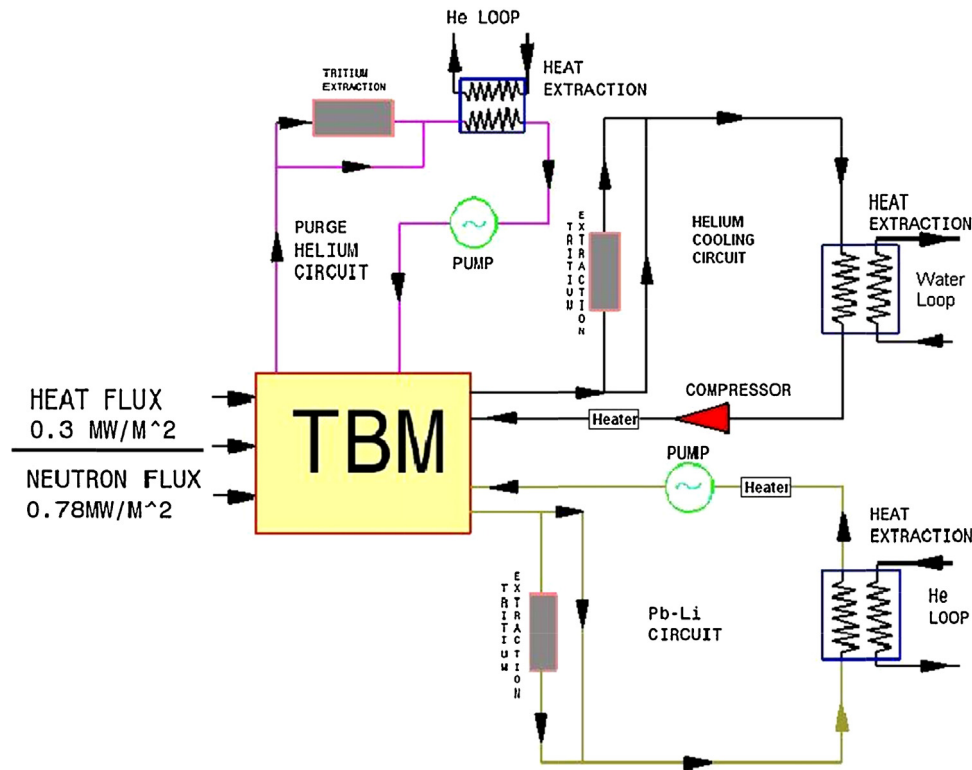 He LOOP
TRITIUM
EXTRACTION
HEAT
EXTRACTION
PURGE
HELIUM
CIRCUIT
PUMP
EXTRACTION
TRITIUM
HELIUM
COOLING
CIRCUIT
HEAT
EXTRACTION
Water
Loop
HEAT FLUX
0.3 MW/M^2
NEUTRON FLUX
0.78MW/M^2
TBM
COMPRESSOR
Heater
PUMP
Heater
HEAT
EXTRACTION
He
LOOP
EXTRACTION
TRITIUM
Pb-Li
CIRCUIT